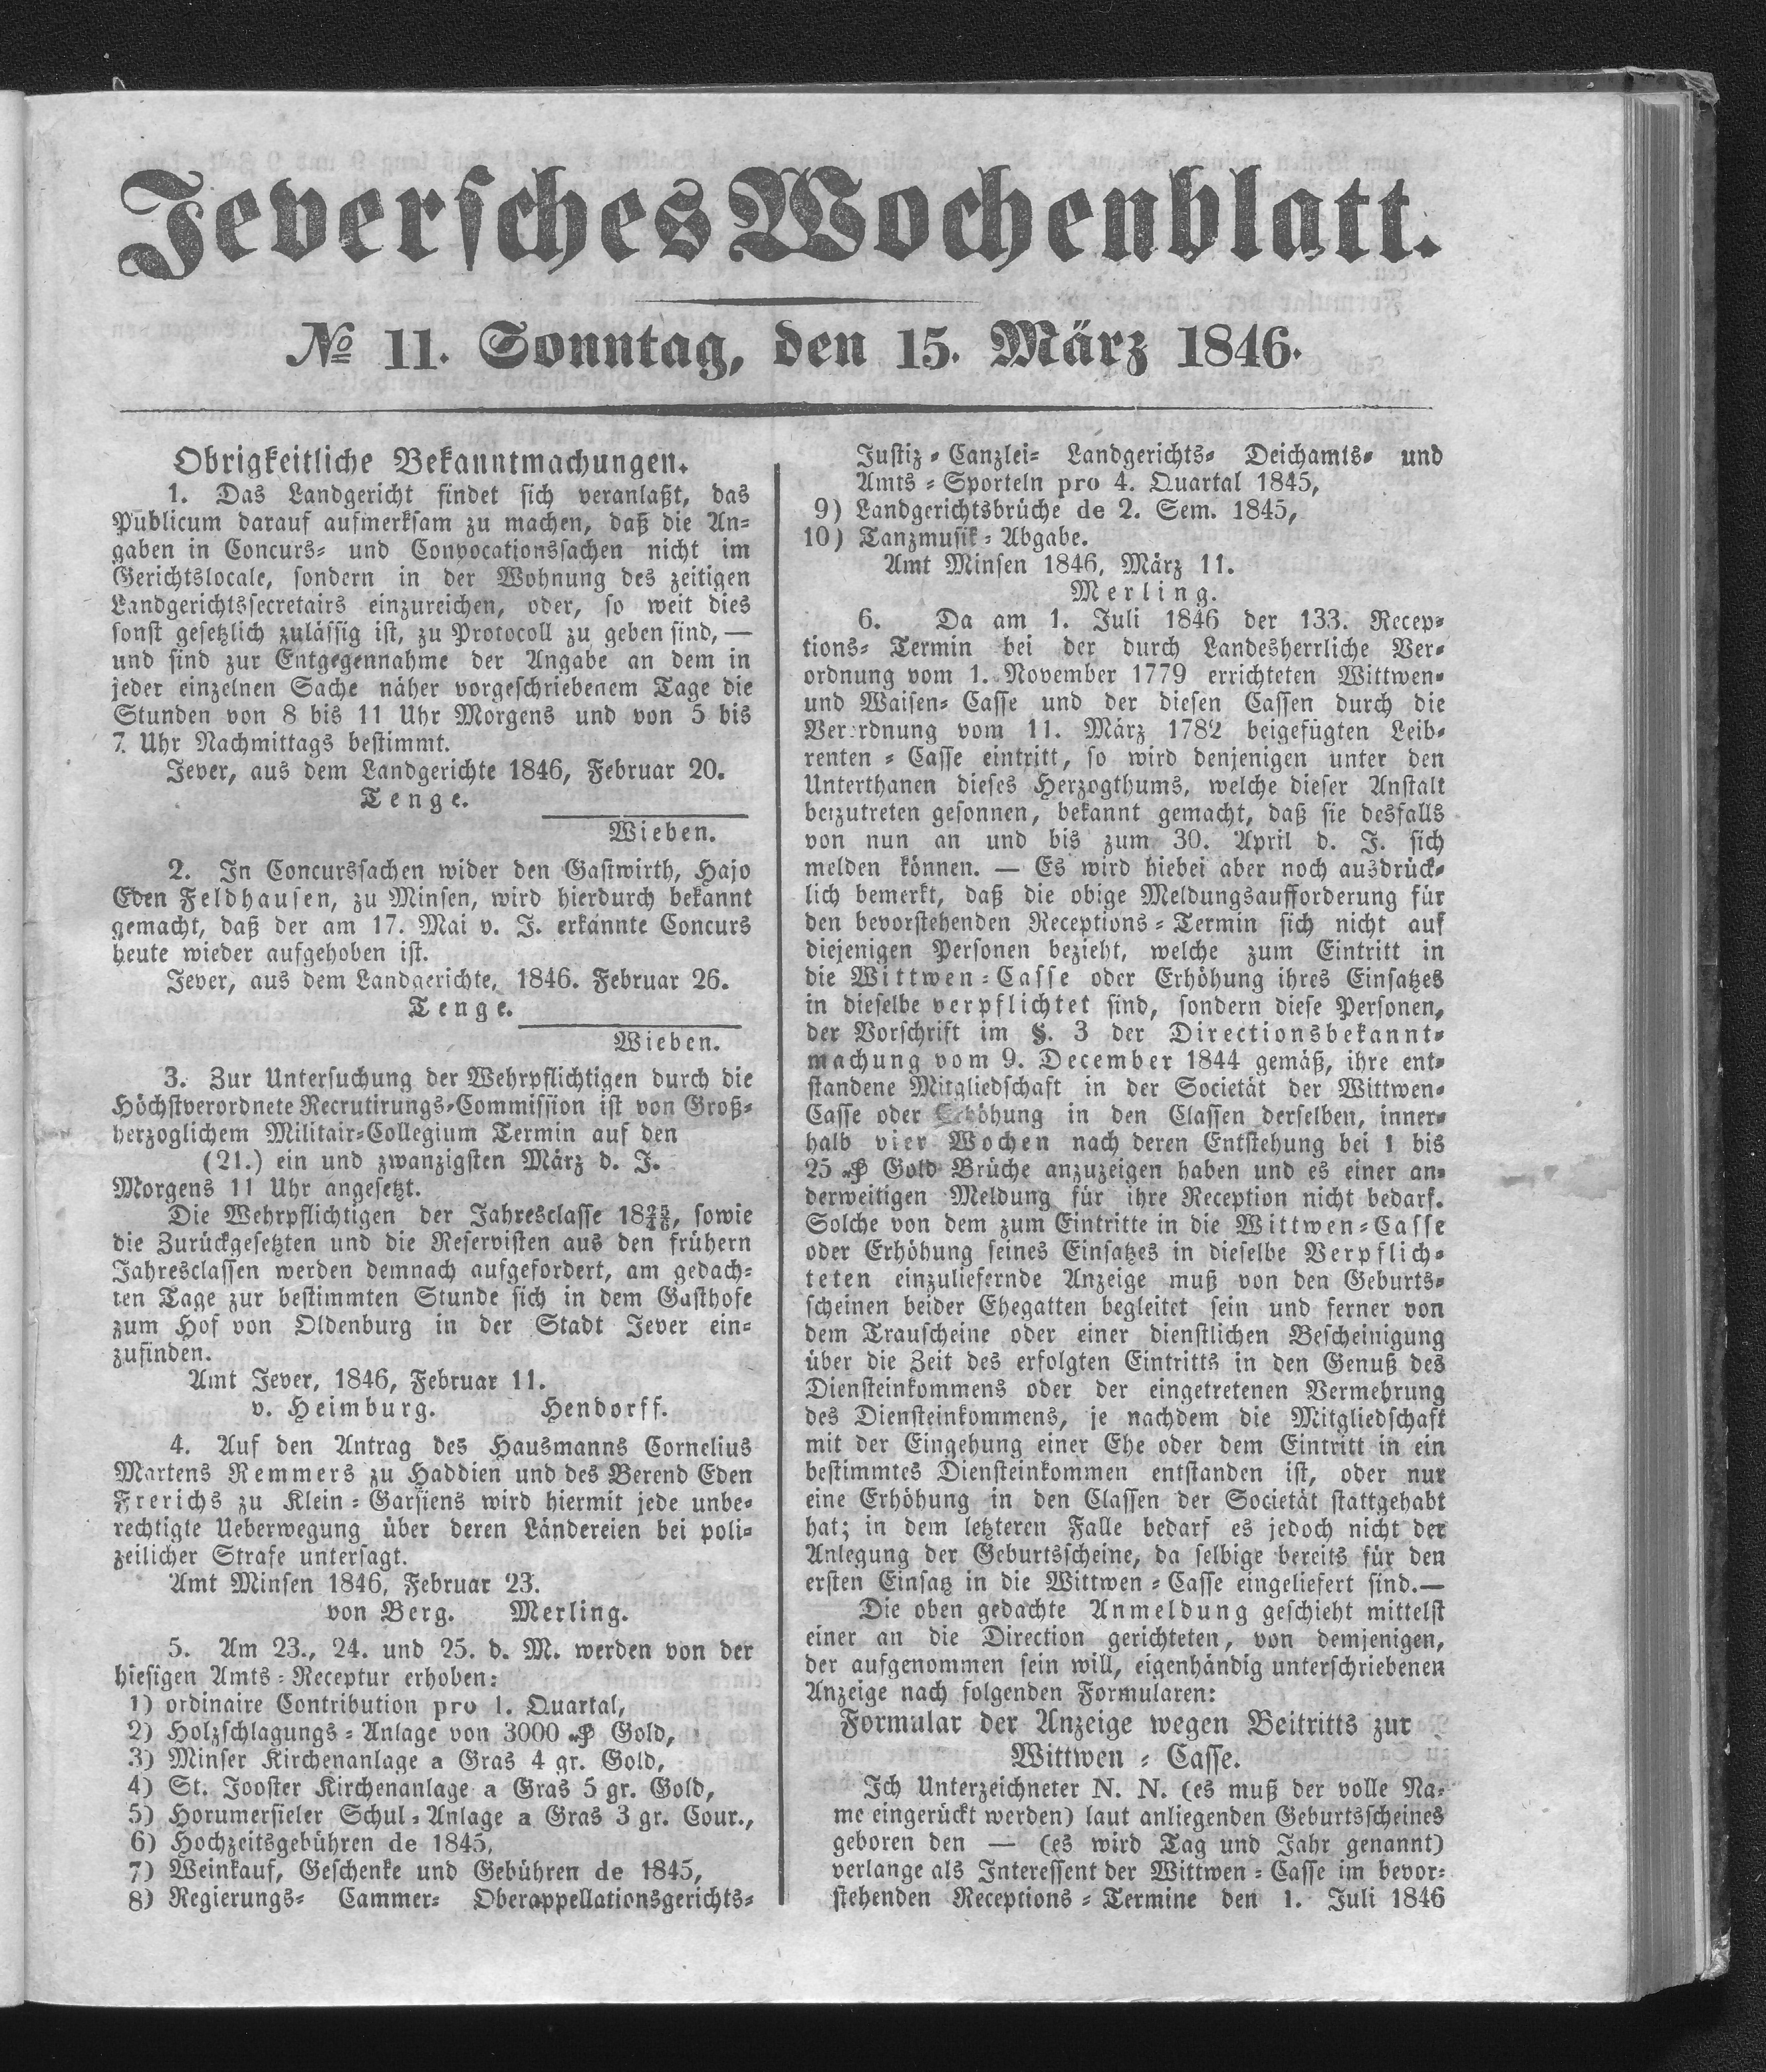 Jeversches Wochenblatt.
№ 11. Sonntag, den 15. März 1846.
Obrigkeitliche Bekanntmachungen.
1. Das Landgericht findet sich veranlaßt, das
Publicum darauf aufmerksam zu machen, daß die An=
gaben in Concurs= und Convocationssachen nicht im
Gerichtslocale, sondern in der Wohnung des zeitigen
Landgerichtssecretairs einzureichen, oder, so weit dies
sonst gesetzlich zulässig ist, zu Protocoll zu geben sind, —
und sind zur Entgegennahme der Angabe an dem in
jeder einzelnen Sache näher vorgeschriebenem Tage die
Stunden von 8 bis 11 Uhr Morgens und von 5 bis
7 Uhr Nachmittags bestimmt.
Jever, aus dem Landgerichte 1846, Februar 20.
Tenge.
Wieben.
2. In Concurssachen wider den Gastwirth, Hajo
Eden Feldhausen, zu Minsen, wird hierdurch bekannt
gemacht, daß der am 17. Mai v. J. erkannte Concurs
heute wieder aufgehoben ist.
Jever, aus dem Landgerichte, 1846. Februar 26.
Tenge.
Wieben.
3. Zur Untersuchung der Wehrpflichtigen durch die
Höchstverordnete Recrutirungs=Commission ist von Groß=
herzoglichem Militair=Collegium Termin auf den
(21.) ein und zwanzigsten März d. J.
Morgens 11 Uhr angesetzt.
Die Wehrpflichtigen der Jahresclasse 18 25/46, sowie
die Zurückgesetzten und die Reservisten aus den frühern
Jahresclassen werden demnach aufgefordert, am gedach=
ten Tage zur bestimmten Stunde sich in dem Gasthofe
zum Hof von Oldenburg in der Stadt Jever ein=
zufinden.
Amt Jever, 1846, Februar 11.
v. Heimburg. Hendorff.
4. Auf den Antrag des Hausmanns Cornelius
Martens Remmers zu Haddien und des Berend Eden
Frerichs zu Klein=Garsiens wird hiermit jede unbe=
rechtigte Ueberwegung über deren Ländereien bei poli=
zeilicher Strafe untersagt.
Amt Minsen 1846, Februar 23.
von Berg. Merling.
5. Am 23., 24. und 25. d. M. werden von der
hiesigen Amts=Receptur erhoben:
1) ordinaire Contribution pro 1. Quartal,
2) Holzschlagungs=Anlage von 3000 ₰ Gold,
3) Minser Kirchenanlage a Gras 4 gr. Gold,
4) St. Jooster Kirchenanlage a Gras 5 gr. Gold,
5) Horumersieler Schul=Anlage a Gras 3 gr. Cour.,
6) Hochzeitsgebühren de 1845,
7) Weinkauf, Geschenke und Gebühren de 1845,
8) Regierungs= Cammer= Oberappellationsgerichts=
Justiz=Canzlei= Landgerichts= Deichamts= und
Amts=Sporteln pro 4. Quartal 1845,
9) Landgerichtsbrüche de 2. Sem. 1845,
10) Tanzmusik=Abgabe.
Amt Minsen 1846, März 11.
Merling.
6. Da am 1. Juli 1846 der 133. Recep=
tions= Termin bei der durch Landesherrliche Ver=
ordnung vom 1. November 1779 errichteten Wittwen=
und Waisen= Casse und der diesen Cassen durch die
Verordnung vom 11. März 1782 beigefügten Leib=
renten = Casse eintritt, so wird denjenigen unter den
Unterthanen dieses Herzogthums, welche dieser Anstalt
beizutreten gesonnen, bekannt gemacht, daß sie desfalls
von nun an und bis zum 30. April d. J. sich
melden können. — Es wird hiebei aber noch ausdrück=
lich bemerkt, daß die obige Meldungsaufforderung für
den bevorstehenden Receptions=Termin sich nicht auf
diejenigen Personen bezieht, welche zum Eintritt in
die Wittwen=Casse oder Erhöhung ihres Einsatzes
in dieselbe verpflichtet sind, sondern diese Personen,
der Vorschrift im §. 3 der Directionsbekannt=
machung vom 9. December 1844 gemäß, ihre ent=
standene Mitgliedschaft in der Societät der Wittwen=
Casse oder Erhöhung in den Classen derselben, inner=
halb vier Wochen nach deren Entstehung bei 1 bis
25 ₰ Gold Brüche anzuzeigen haben und es einer an=
derweitigen Meldung für ihre Reception nicht bedarf.
Solche von dem zum Eintritte in die Wittwen=Casse
oder Erhöhung seines Einsatzes in dieselbe Verpflich=
teten einzuliefernde Anzeige muß von den Geburts=
scheinen beider Ehegatten begleitet sein und ferner von
dem Trauscheine oder einer dienstlichen Bescheinigung
über die Zeit des erfolgten Eintritts in den Genuß des
Diensteinkommens oder der eingetretenen Vermehrung
des Diensteinkommens, je nachdem die Mitgliedschaft
mit der Eingehung einer Ehe oder dem Eintritt in ein
bestimmtes Diensteinkommen entstanden ist, oder nur
eine Erhöhung in den Classen der Societät stattgehabt
hat; in dem letzteren Falle bedarf es jedoch nicht der
Anlegung der Geburtsscheine, da selbige bereits für den
ersten Einsatz in die Wittwen=Casse eingeliefert sind.—
Die oben gedachte Anmeldung geschieht mittelst
einer an die Direction gerichteten, von demjenigen,
der aufgenommen sein will, eigenhändig unterschriebenen
Anzeige nach folgenden Formularen:
Formular der Anzeige wegen Beitritts zur
Wittwen = Casse.
Ich Unterzeichneter N. N. (es muß der volle Na=
me eingerückt werden) laut anliegenden Geburtsscheines
geboren den — (es wird Tag und Jahr genannt)
verlange als Interessent der Wittwen=Casse im bevor=
stehenden Receptions=Termine den 1. Juli 1846